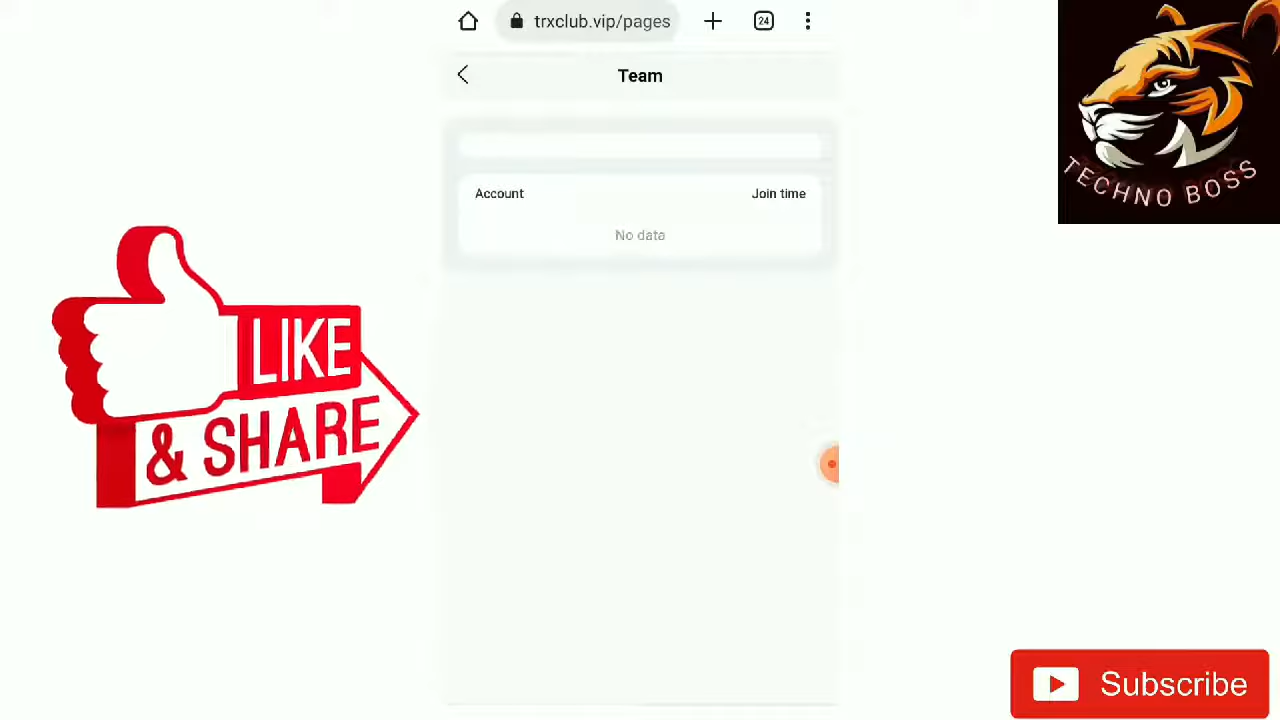 trxclub.vip/pages
24
Team
Account
Join time
No data
LIKE
& SHARE
TECHNO BOSS
Subscribe